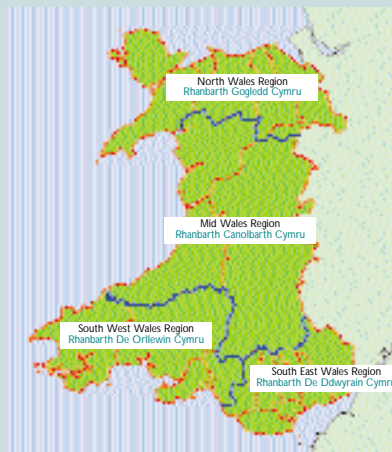 North Wales Region
Rhanbarth Gogledd Cymru
Mid Wales Region
Rhanbarth Canolbarth Cymru
South West Wales Region
Rhanbarth De Orllewin Cymru
South East Wales Region
Rhanbarth De Ddwyrain Cymru